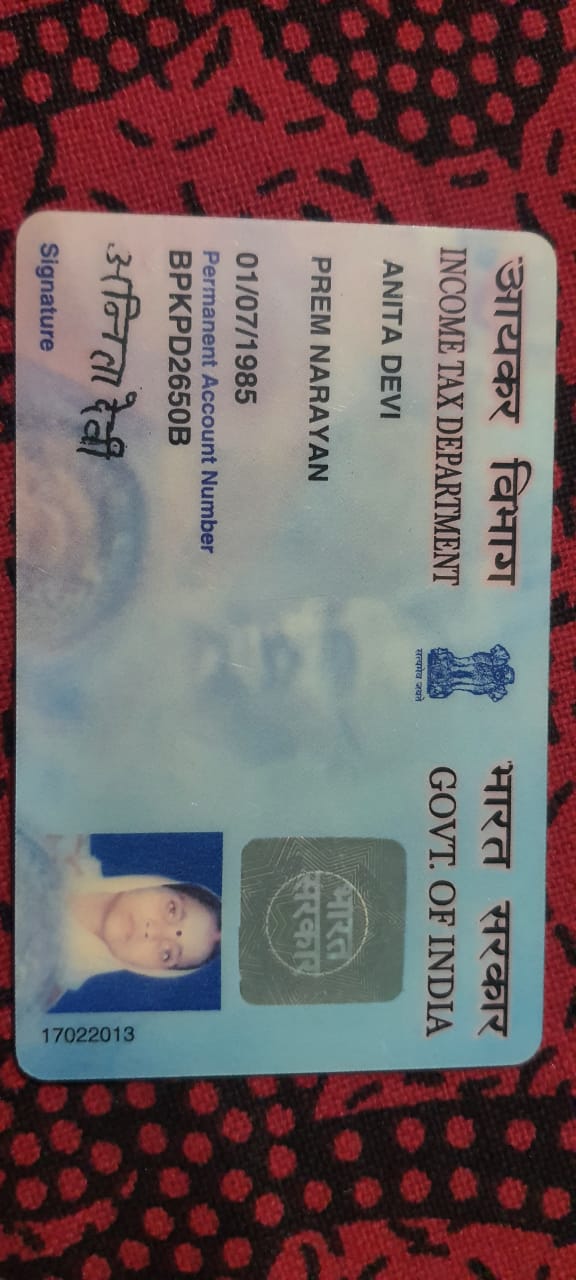 आयकर विभाग भारत सरकार
INCOME TAX DEPARTMENT GOVT. OF INDIA
सत्यमेव जयते
ANITA DEVI
PREM NARAYAN
01/07/1985
Permanent Account Number
BPKPD2650B
अनिता देवी
Signature
भारत
सरकार
17022013